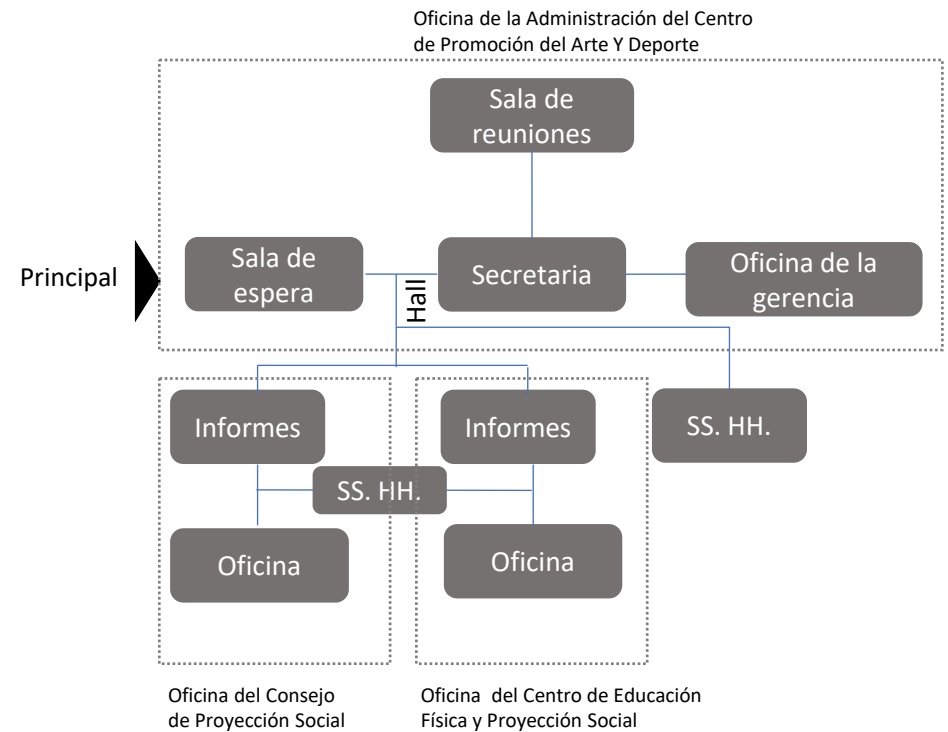 Oficina de la Administración del Centro
de Promoción del Arte Y Deporte
Sala de
reuniones
Principal
Sala de
espera
Hall
Secretaria
Oficina de la
gerencia
Informes
Informes
SS. HH.
SS. HH.
Oficina
Oficina
Oficina del Consejo
de Proyección Social
Oficina  del Centro de Educación
Física y Proyección Social